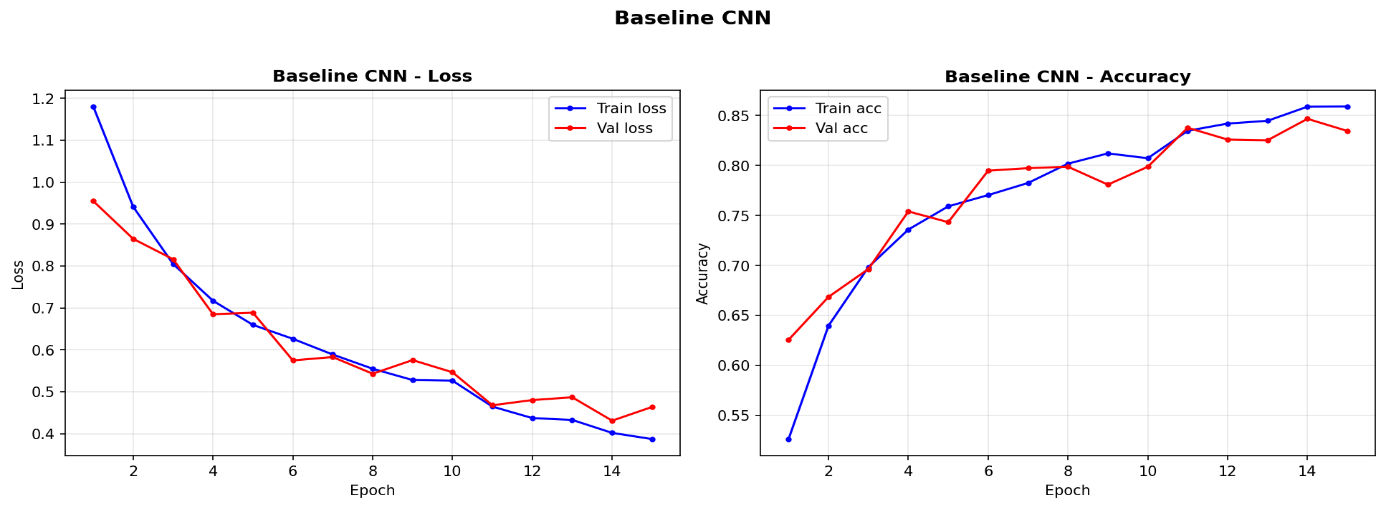 Baseline CNN
Baseline CNN - Loss
1.2
1.1
1.0
0.9
0.8
0.7
0.6
0.5
0.4
Loss
Train loss
Val loss
2 4 6 8 10 12 14
Epoch
Baseline CNN - Accuracy
0.85
0.80
0.75
0.70
0.65
0.60
0.55
Accuracy
Train acc
Val acc
2 4 6 8 10 12 14
Epoch